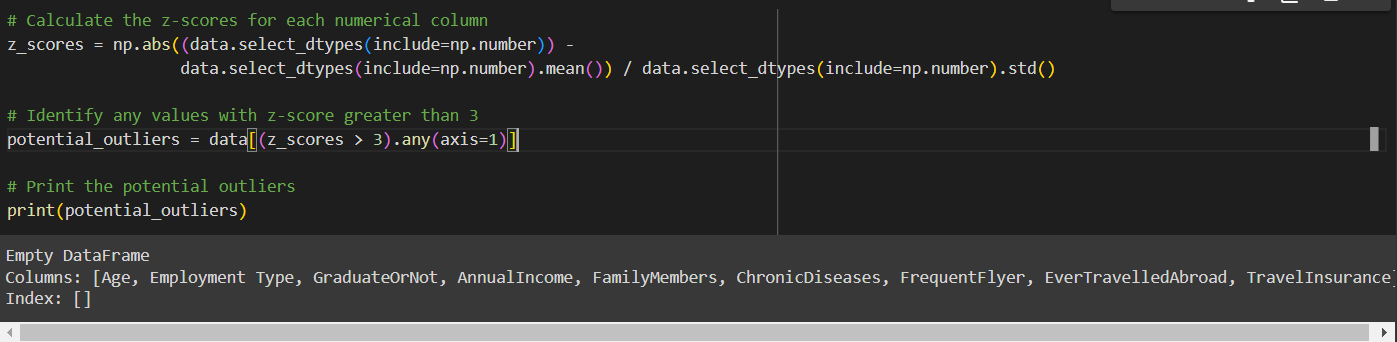 # Calculate the z-scores for each numerical column
z_scores = np.abs((data.select_dtypes(include=np.number)) -
                  data.select_dtypes(include=np.number).mean()) / data.select_dtypes(include=np.number).std()
# Identify any values with z-score greater than 3
potential_outliers = data[(z_scores > 3).any(axis=1)]
# Print the potential outliers
print(potential_outliers)
Empty DataFrame
Columns: [Age, Employment Type, GraduateOrNot, AnnualIncome, FamilyMembers, ChronicDiseases, FrequentFlyer, EverTravelledAbroad, TravelInsurance]
Index: []